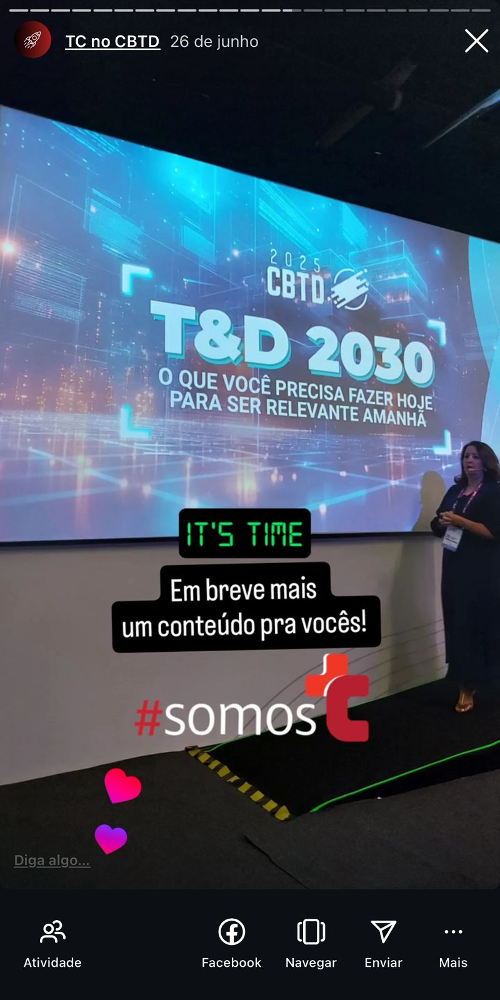 TC no CBTD 26 de junho
2025
CBTD
T&D 2030
O QUE VOCÊ PRECISA FAZER HOJE
PARA SER RELEVANTE AMANHÃ
IT'S TIME
Em breve mais
um conteúdo pra vocês!
#somos tc
Diga algo...
Atividade
Facebook
Navegar
Enviar
Mais